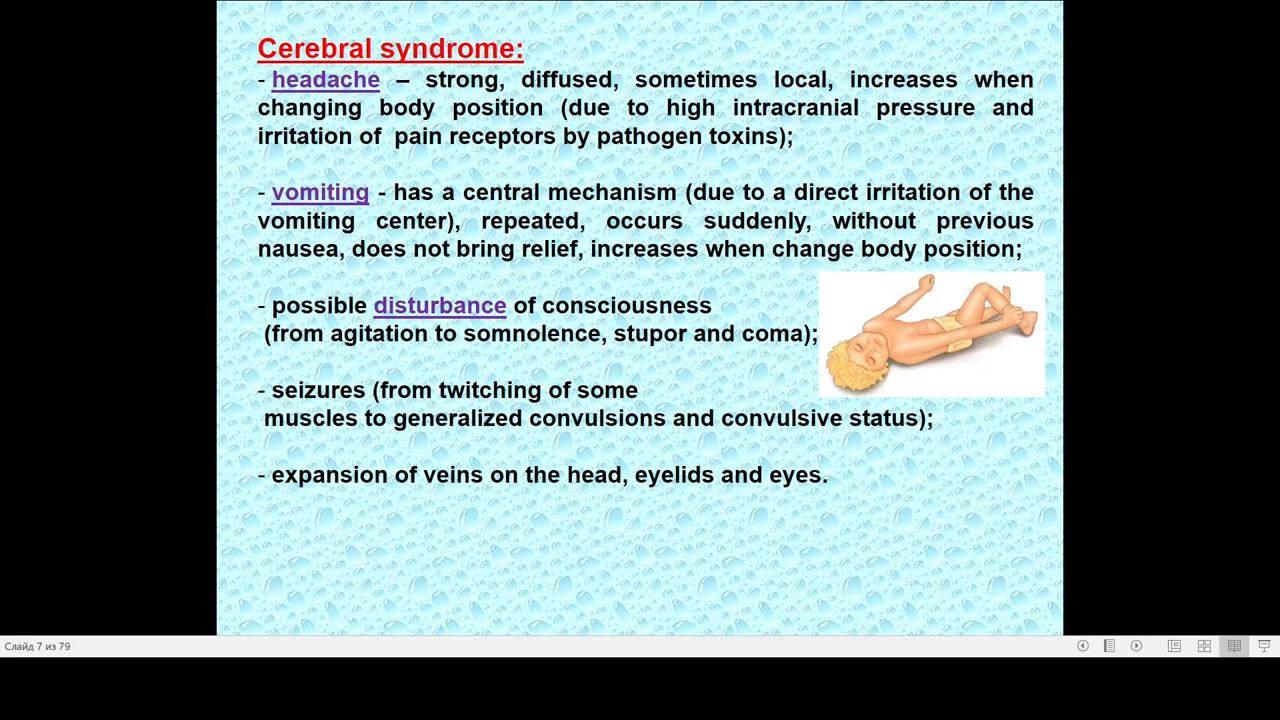 Cerebral syndrome:
- headache – strong, diffused, sometimes local, increases when
changing body position (due to high intracranial pressure and
irritation of pain receptors by pathogen toxins);
- vomiting - has a central mechanism (due to a direct irritation of the
vomiting center), repeated, occurs suddenly, without previous
nausea, does not bring relief, increases when change body position;
- possible disturbance of consciousness
(from agitation to somnolence, stupor and coma);
- seizures (from twitching of some
muscles to generalized convulsions and convulsive status);
- expansion of veins on the head, eyelids and eyes.
Слайд 7 из 79